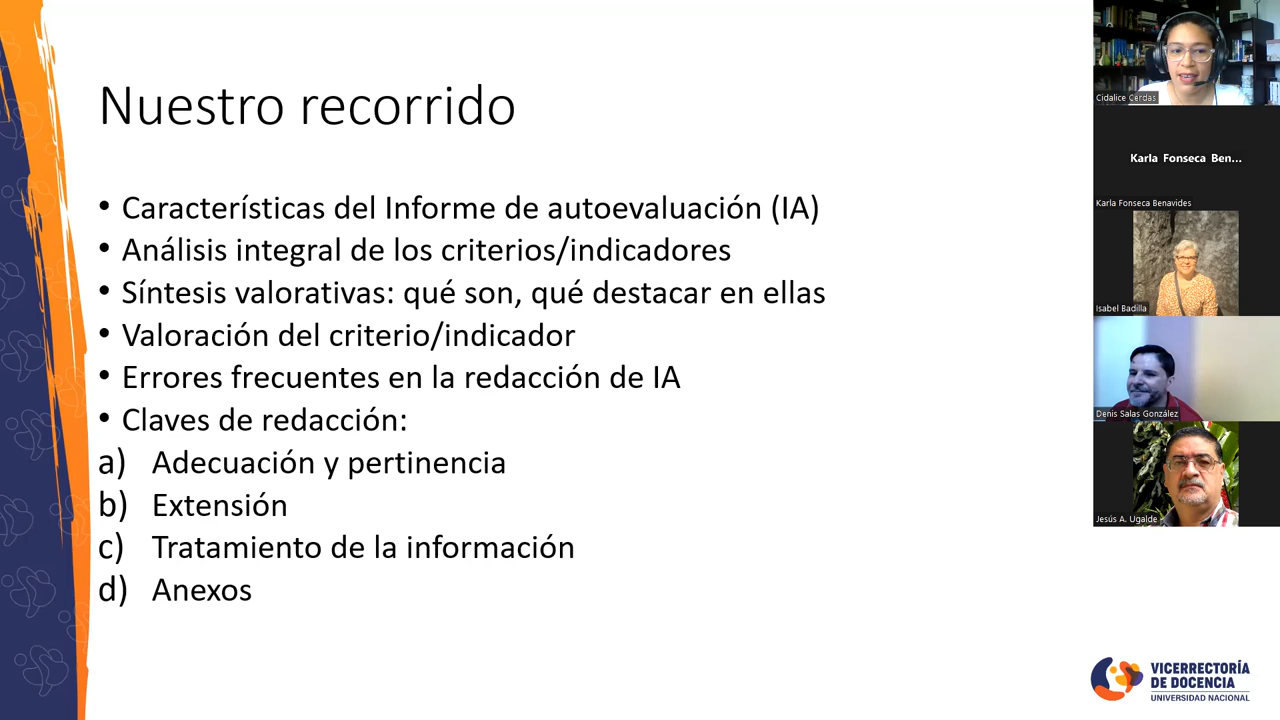 Nuestro recorrido
• Características del Informe de autoevaluación (IA)
• Análisis integral de los criterios/indicadores
• Síntesis valorativas: qué son, qué destacar en ellas
• Valoración del criterio/indicador
• Errores frecuentes en la redacción de IA
• Claves de redacción:
a) Adecuación y pertinencia
b) Extensión
c) Tratamiento de la información
d) Anexos
Cidalice Cerdas
Karla Fonseca Ben...
Karla Fonseca Benavides
Isabel Badilla
Denis Salas González
Jesús A. Ugalde
VICERRECTORÍA
DE DOCENCIA
UNIVERSIDAD NACIONAL